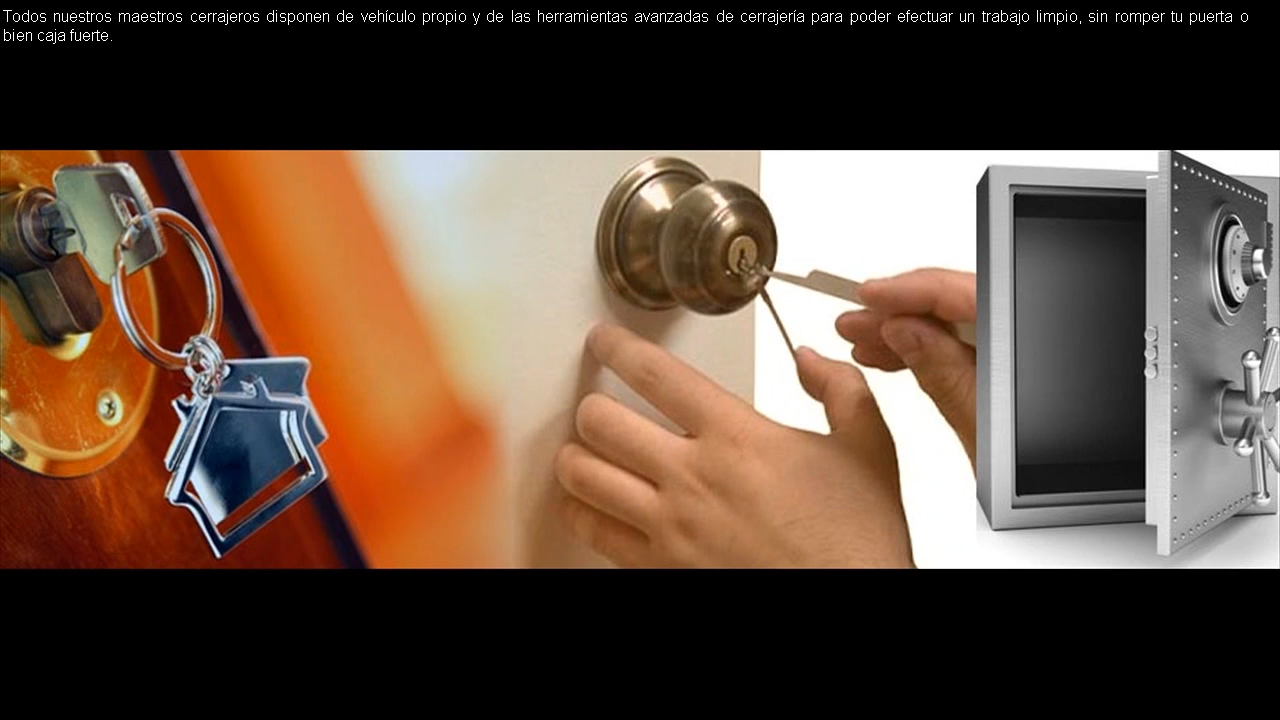 Todos nuestros maestros cerrajeros disponen de vehículo propio y de las herramientas avanzadas de cerrajería para poder efectuar un trabajo limpio, sin romper tu puerta o
bien caja fuerte.